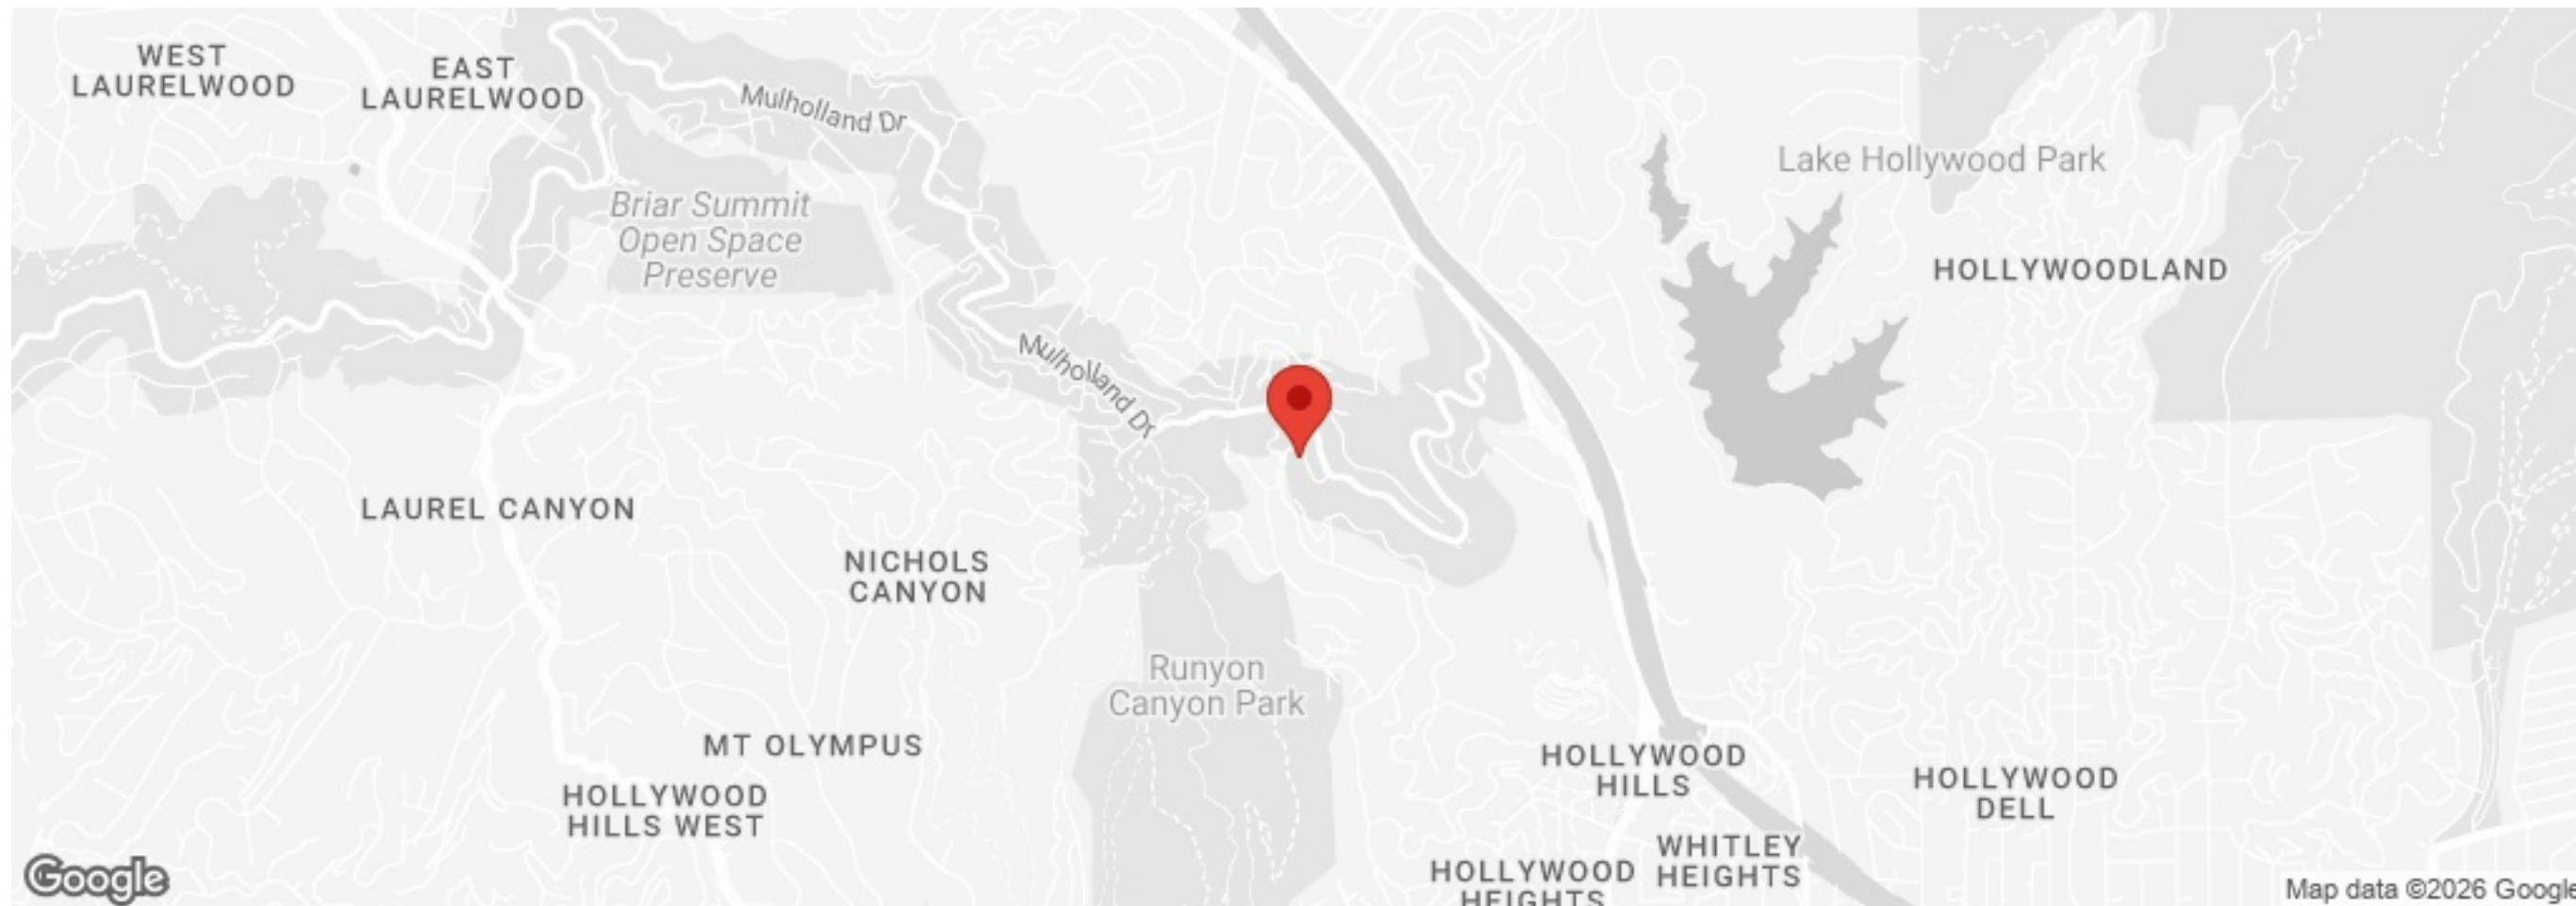 WEST
LAURELWOOD
EAST
LAURELWOOD
Mulholland Dr
Lake Hollywood Park
Briar Summit
Open Space
Preserve
HOLLYWOODLAND
Mulholland Dr
LAUREL CANYON
NICHOLS
CANYON
Runyon
Canyon Park
MT OLYMPUS
HOLLYWOOD
HILLS
HOLLYWOOD
DELL
HOLLYWOOD
HILLS WEST
WHITLEY
HEIGHTS
HOLLYWOOD
HEIGHTS
Google
Map data ©2026 Google